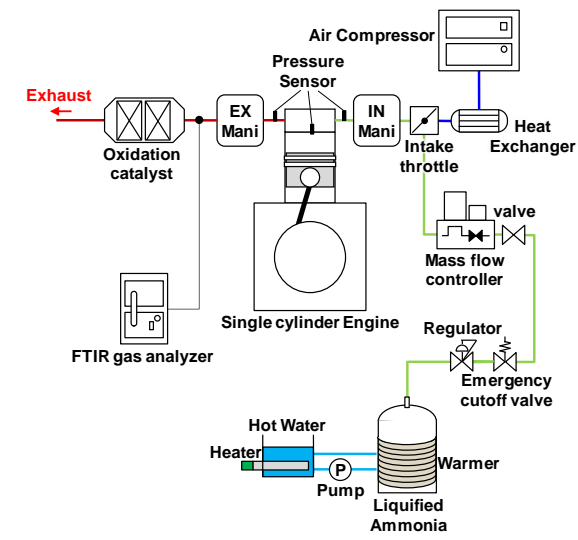 Air Compressor
Pressure
Sensor
Exhaust
EX
Mani
IN
Mani
Oxidation
catalyst
Intake
throttle
Heat
Exchanger
valve
Mass flow
controller
Single cylinder Engine
FTIR gas analyzer
Regulator
Emergency
cutoff valve
Hot Water
Heater
P
Pump
Warmer
Liquified
Ammonia